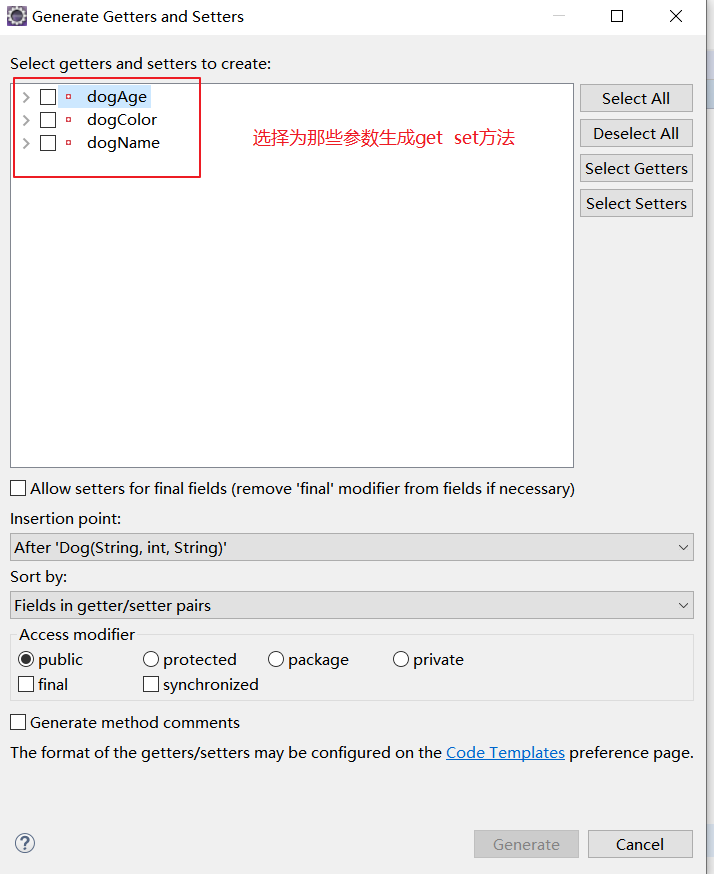 Generate Getters and Setters
Select getters and setters to create:
dogAge
dogColor
dogName
选择为那些参数生成get set方法
Select All
Deselect All
Select Getters
Select Setters
Allow setters for final fields (remove 'final' modifier from fields if necessary)
Insertion point:
After 'Dog(String, int, String)'
Sort by:
Fields in getter/setter pairs
Access modifier
public protected package private
final synchronized
Generate method comments
The format of the getters/setters may be configured on the Code Templates preference page.
?
Generate Cancel